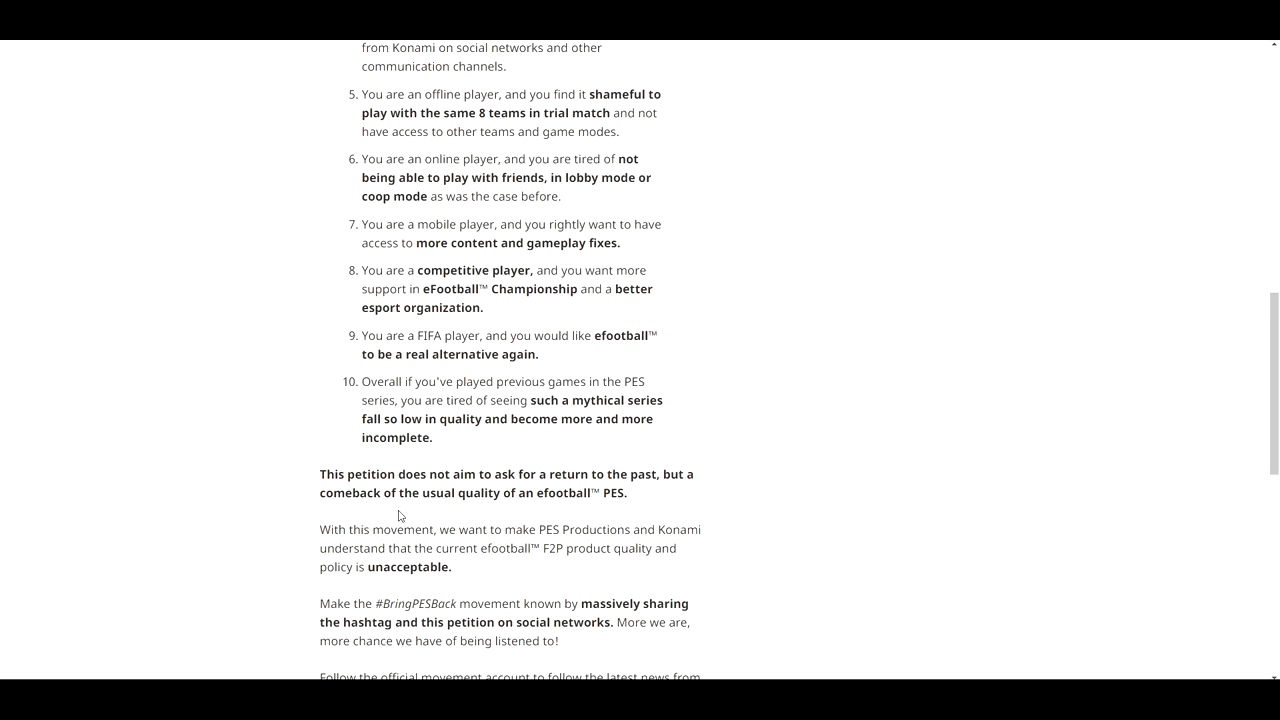 from Konami on social networks and other
communication channels.
5. You are an offline player, and you find it shameful to
play with the same 8 teams in trial match and not
have access to other teams and game modes.
6. You are an online player, and you are tired of not
being able to play with friends, in lobby mode or
coop mode as was the case before.
7. You are a mobile player, and you rightly want to have
access to more content and gameplay fixes.
8. You are a competitive player, and you want more
support in eFootball™ Championship and a better
esport organization.
9. You are a FIFA player, and you would like efootball™
to be a real alternative again.
10. Overall if you've played previous games in the PES
series, you are tired of seeing such a mythical series
fall so low in quality and become more and more
incomplete.
This petition does not aim to ask for a return to the past, but a
comeback of the usual quality of an efootball™ PES.
With this movement, we want to make PES Productions and Konami
understand that the current efootball™ F2P product quality and
policy is unacceptable.
Make the #BringPESBack movement known by massively sharing
the hashtag and this petition on social networks. More we are,
more chance we have of being listened to!
Follow the official movement account to follow the latest news from